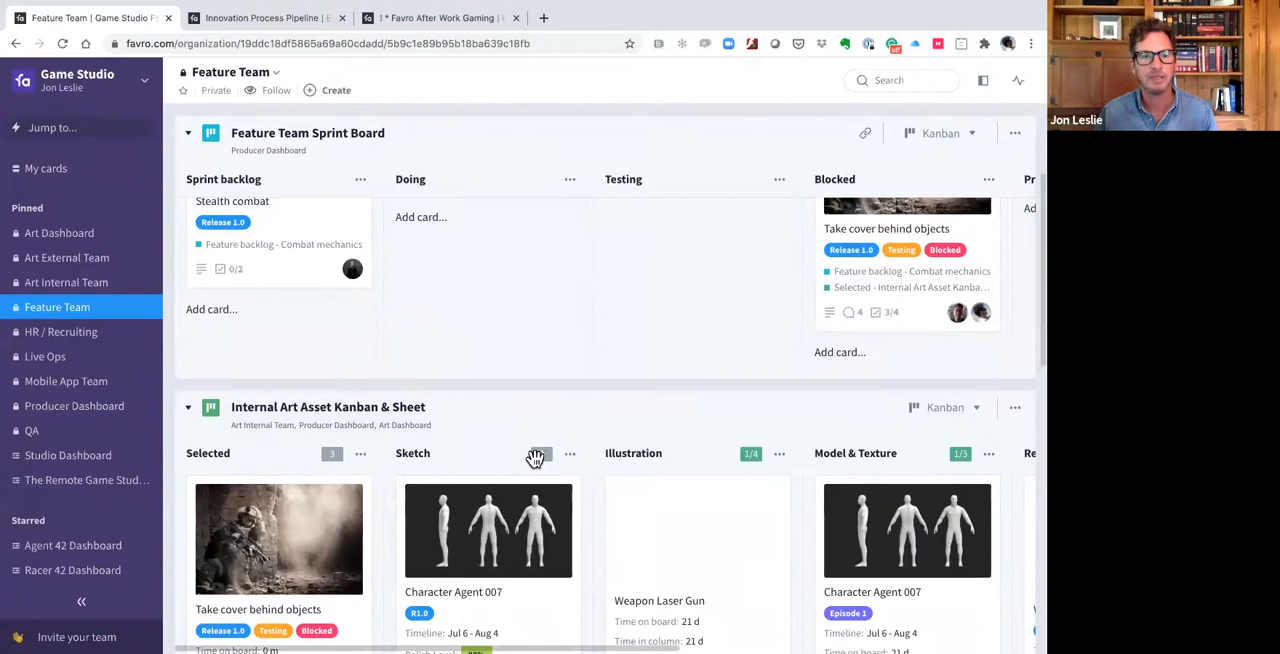 Feature Team | Game Studio F
Innovation Process Pipeline | E
! * Favro After Work Gaming |
favro.com/organization/19ddc18df5865a69a60cdadd/5b9c1e89b95b18ba639c18fb
off
Game Studio
Jon Leslie
Jump to...
My cards
Pinned
Art Dashboard
Art External Team
Art Internal Team
Feature Team
HR / Recruiting
Live Ops
Mobile App Team
Producer Dashboard
QA
Studio Dashboard
The Remote Game Stud...
Starred
Agent 42 Dashboard
Racer 42 Dashboard
Invite your team
Feature Team
Private Follow Create
Search
Feature Team Sprint Board
Producer Dashboard
Kanban
Sprint backlog Doing Testing Blocked Pr
Stealth combat
Release 1.0
Feature backlog - Combat mechanics
0/2
Add card...
Add card...
Take cover behind objects
Release 1.0 Testing Blocked
Feature backlog - Combat mechanics
Selected - Internal Art Asset Kanba...
4 3/4
Add card...
Ad
Internal Art Asset Kanban & Sheet
Art Internal Team, Producer Dashboard, Art Dashboard
Kanban
Selected 3 Sketch Illustration 1/4 Model & Texture 1/3 Re
Take cover behind objects
Release 1.0 Testing Blocked
Time on board: 0 m
Character Agent 007
R1.0
Timeline: Jul 6 - Aug 4
Weapon Laser Gun
Time on board: 21 d
Time in column: 21 d
Character Agent 007
Episode 1
Timeline: Jul 6 - Aug 4
Jon Leslie